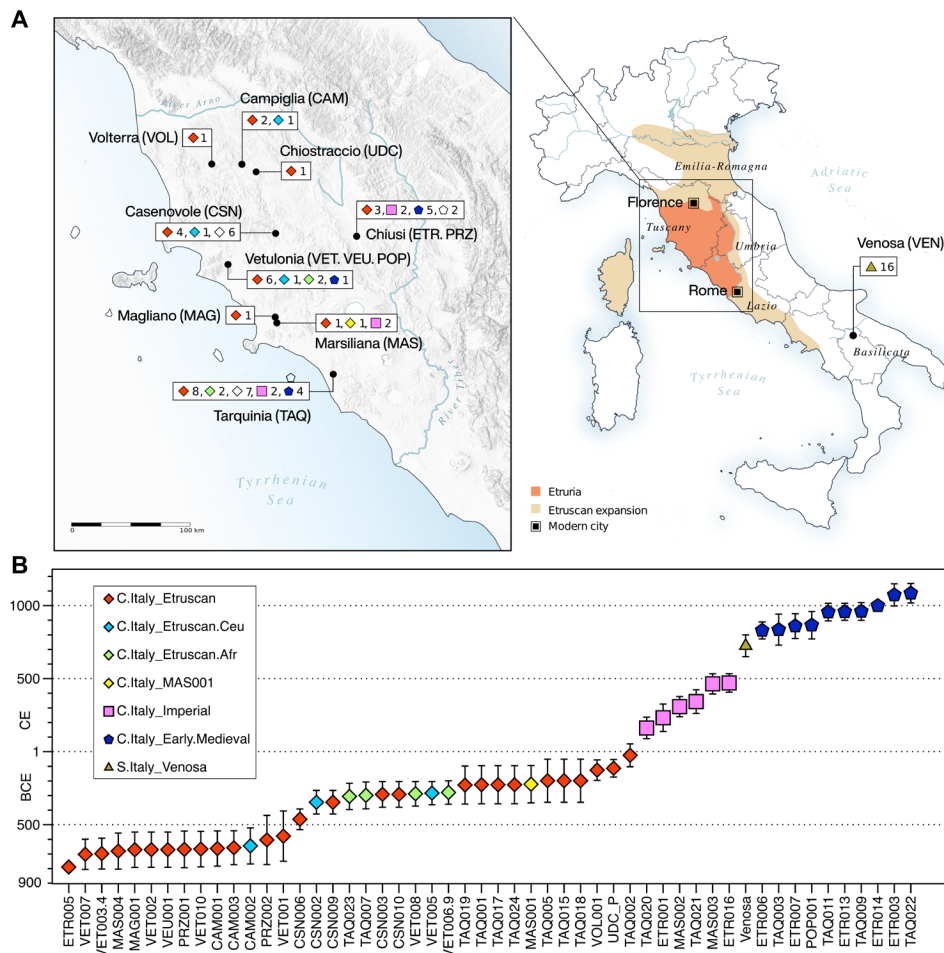 A
River Arno
Campiglia (CAM)
2, 1
Volterra (VOL)
1
Chiostraccio (UDC)
1
Casenovole (CSN)
4, 1, 6
3, 2, 5, 2
Chiusi (ETR. PRZ)
Vetulonia (VET. VEU. POP)
6, 1, 2, 1
Magliano (MAG)
1
1, 1, 2
Marsiliana (MAS)
8, 2, 7, 2, 4
Tarquinia (TAQ)
River Tiber
Tyrrhenian
Sea
0 100 km
Emilia-Romagna
Adriatic
Sea
Florence
Tuscany
Umbria
Venosa (VEN)
16
Rome
Lazio
Basilicata
Tyrrhenian
Sea
Etruria
Etruscan expansion
Modern city
B
C.Italy_Etruscan
C.Italy_Etruscan.Ceu
C.Italy_Etruscan.Afr
C.Italy_MAS001
C.Italy_Imperial
C.Italy_Early.Medieval
S.Italy_Venosa
1000
500
1
500
900
CE
BCE
ETR005
VET007
VET003.4
MAS004
MAG001
VET002
VEU001
PRZ001
VET010
CAM001
CAM003
CAM002
PRZ002
VET001
CSN006
CSN002
CSN009
TAQ023
TAQ007
CSN003
CSN010
VET008
VET005
VET006.9
TAQ019
TAQ001
TAQ017
TAQ024
MAS001
TAQ005
TAQ015
TAQ018
VOL001
UDC_P
TAQ002
TAQ020
ETR001
MAS002
TAQ021
MAS003
ETR016
Venosa
ETR006
TAQ003
ETR007
POP001
TAQ011
ETR013
TAQ009
ETR014
ETR003
TAQ022